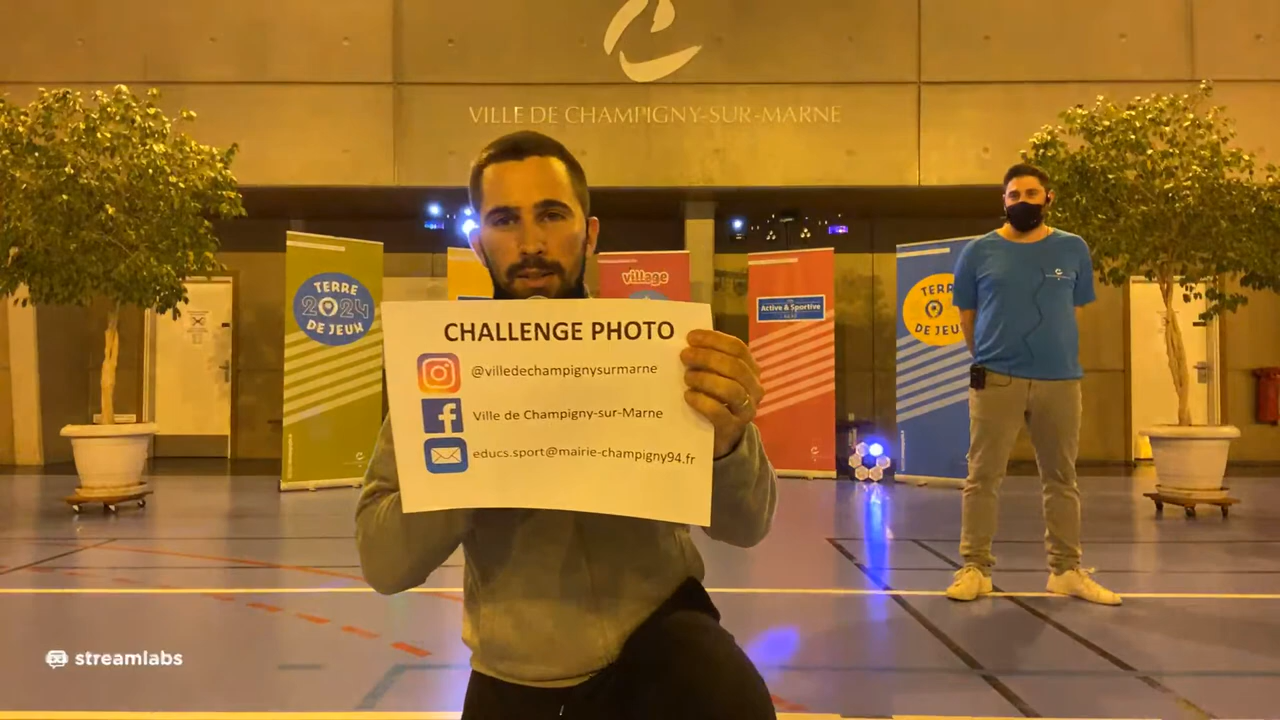 VILLE DE CHAMPIGNY-SUR-MARNE
TERRE
2024
DE JEUX
village
Active & Sportive
TERRE
DE JEUX
CHALLENGE PHOTO
@villedechampignysurmarne
Ville de Champigny-sur-Marne
educs.sport@mairie-champigny94.fr
streamlabs